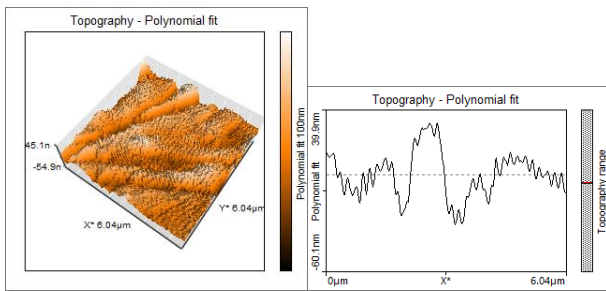 Topography - Polynomial fit
45.1n
-54.9n
X* 6.04µm
Y* 6.04µm
Polynomial fit 100nm
Topography - Polynomial fit
39.9nm
Polynomial fit
-60.1nm
0µm
X*
6.04µm
Topography range